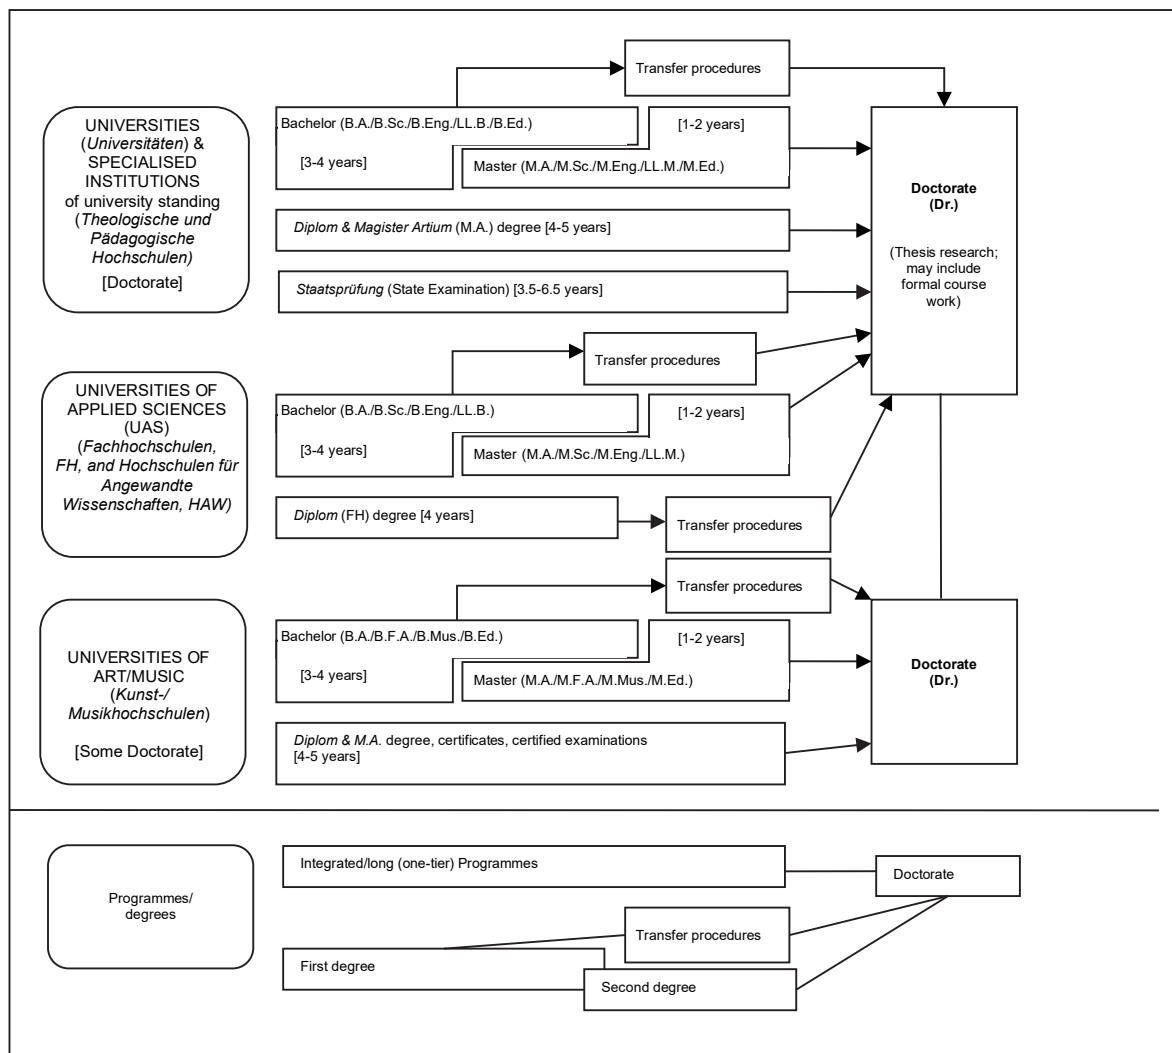 Transfer procedures
UNIVERSITIES
(Universitäten) &
SPECIALISED
INSTITUTIONS
of university standing
(Theologische und
Pädagogische
Hochschulen)
[Doctorate]
Bachelor (B.A./B.Sc./B.Eng./LL.B./B.Ed.)
[3-4 years]
[1-2 years]
Master (M.A./M.Sc./M.Eng./LL.M./M.Ed.)
Diplom & Magister Artium (M.A.) degree [4-5 years]
Staatsprüfung (State Examination) [3.5-6.5 years]
Doctorate
(Dr.)
(Thesis research;
may include
formal course
work)
Transfer procedures
UNIVERSITIES OF
APPLIED SCIENCES
(UAS)
(Fachhochschulen,
FH, and Hochschulen für
Angewandte
Wissenschaften, HAW)
Bachelor (B.A./B.Sc./B.Eng./LL.B.)
[3-4 years]
[1-2 years]
Master (M.A./M.Sc./M.Eng./LL.M.)
Diplom (FH) degree [4 years]
Transfer procedures
Transfer procedures
UNIVERSITIES OF
ART/MUSIC
(Kunst-/
Musikhochschulen)
[Some Doctorate]
Bachelor (B.A./B.F.A./B.Mus./B.Ed.)
[3-4 years]
[1-2 years]
Master (M.A./M.F.A./M.Mus./M.Ed.)
Diplom & M.A. degree, certificates, certified examinations
[4-5 years]
Doctorate
(Dr.)
Programmes/
degrees
Integrated/long (one-tier) Programmes
Doctorate
Transfer procedures
First degree
Second degree